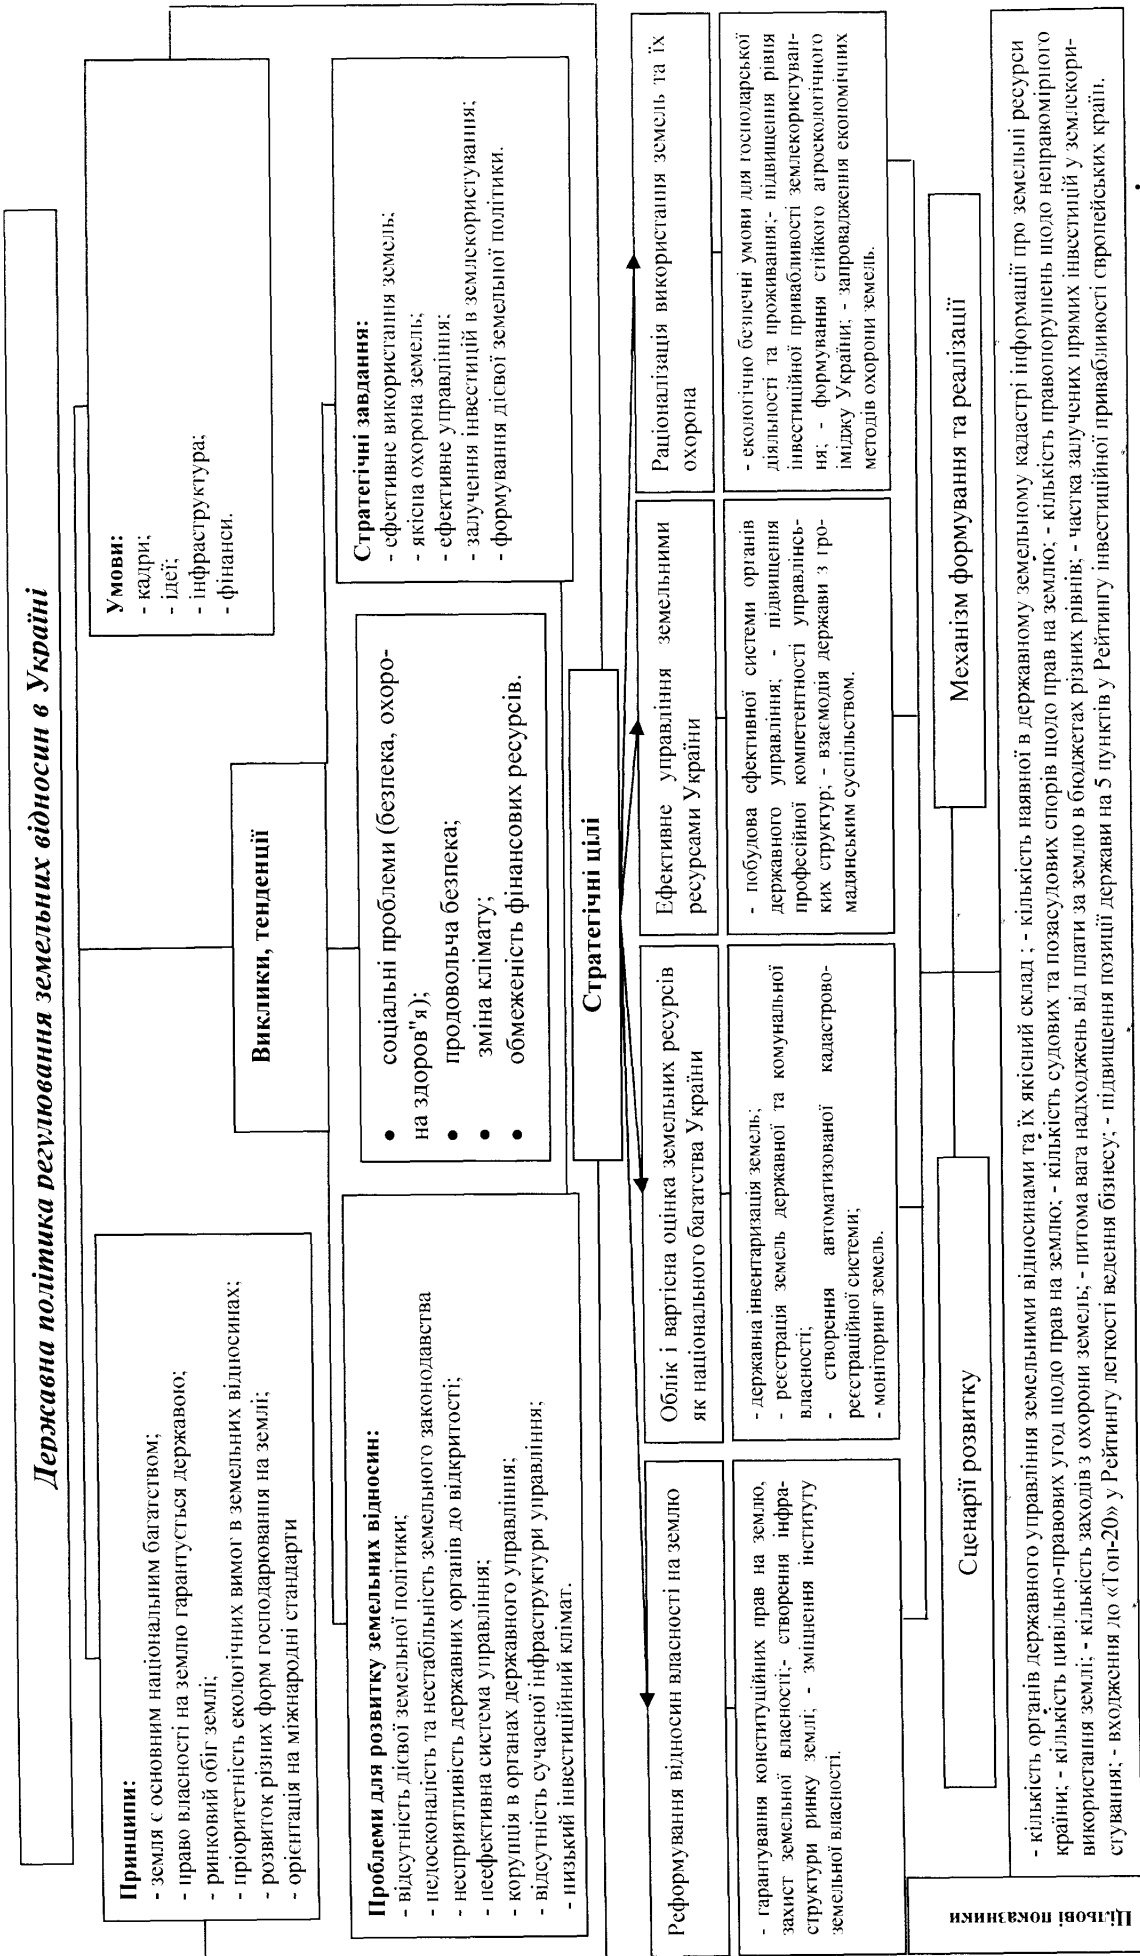 Державна політика регулювання земельних відносин в Україні
Принципи:
- земля є основним національним багатством;
- право власності на землю гарантується державою;
- ринковий обіг землі;
- пріоритетність екологічних вимог в земельних відносинах;
- розвиток різних форм господарювання на землі;
- орієнтація на міжнародні стандарти
Виклики, тенденції
Умови:
- кадри;
- ідеї;
- інфраструктура;
- фінанси.
Проблеми для розвитку земельних відносин:
- відсутність дієвої земельної політики;
- недосконалість та нестабільність земельного законодавства
- несприятливість державних органів до відкритості;
- неефективна система управління;
- корупція в органах державного управління;
- відсутність сучасної інфраструктури управління;
- низький інвестиційний клімат.
• соціальні проблеми (безпека, охоро-
на здоров"я);
• продовольча безпека;
• зміна клімату;
• обмеженість фінансових ресурсів.
Стратегічні завдання:
- ефективне використання земель;
- якісна охорона земель;
- ефективне управління;
- залучення інвестицій в землекористування;
- формування дієвої земельної політики.
Стратегічні цілі
Реформування відносин власності на землю
Облік і вартісна оцінка земельних ресурсів
як національного багатства України
Ефективне управління земельними
ресурсами України
Раціоналізація використання земель та їх
охорона
- гарантування конституційних прав на землю,
захист земельної власності;- створення інфра-
структури ринку землі; - зміцнення інституту
земельної власності.
- державна інвентаризація земель;
- реєстрація земель державної та комунальної
власності;
- створення автоматизованої кадастрово-
реєстраційної системи;
- моніторинг земель.
- побудова ефективної системи органів
державного управління; - підвищення
професійної компетентності управлінсь-
ких структур; - взаємодія держави з гро-
мадянським суспільством.
- екологічно безпечні умови для господарської
діяльності та проживання;- підвищення рівня
інвестиційної привабливості землекористуван-
ня; - формування стійкого агроекологічного
іміджу України; - запровадження економічних
методів охорони земель.
Сценарії розвитку
Механізм формування та реалізації
Цільові показники
- кількість органів державного управління земельними відносинами та їх якісний склад ; - кількість наявної в державному земельному кадастрі інформації про земельні ресурси
країни; - кількість цивільно-правових угод щодо прав на землю; - кількість судових та позасудових спорів щодо прав на землю; - кількість правопорушень щодо неправомірного
використання землі; - кількість заходів з охорони земель; - питома вага надходжень від плати за землю в бюджетах різних рівнів; - частка залучених прямих інвестицій у землекори-
стування; - входження до «Топ-20» у Рейтингу легкості ведення бізнесу; - підвищення позиції держави на 5 пунктів у Рейтингу інвестиційної привабливості європейських країн.